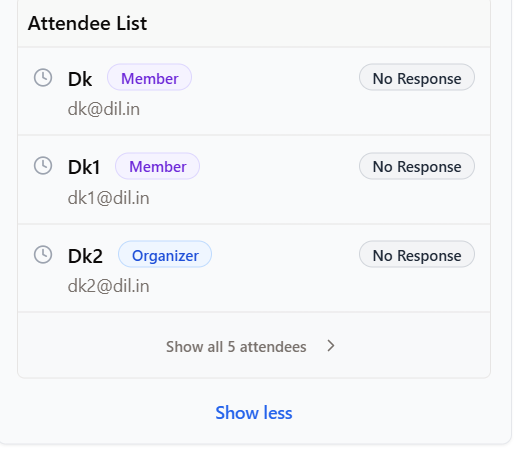 Attendee List
Dk Member No Response
dk@dil.in
Dk1 Member No Response
dk1@dil.in
Dk2 Organizer No Response
dk2@dil.in
Show all 5 attendees
Show less